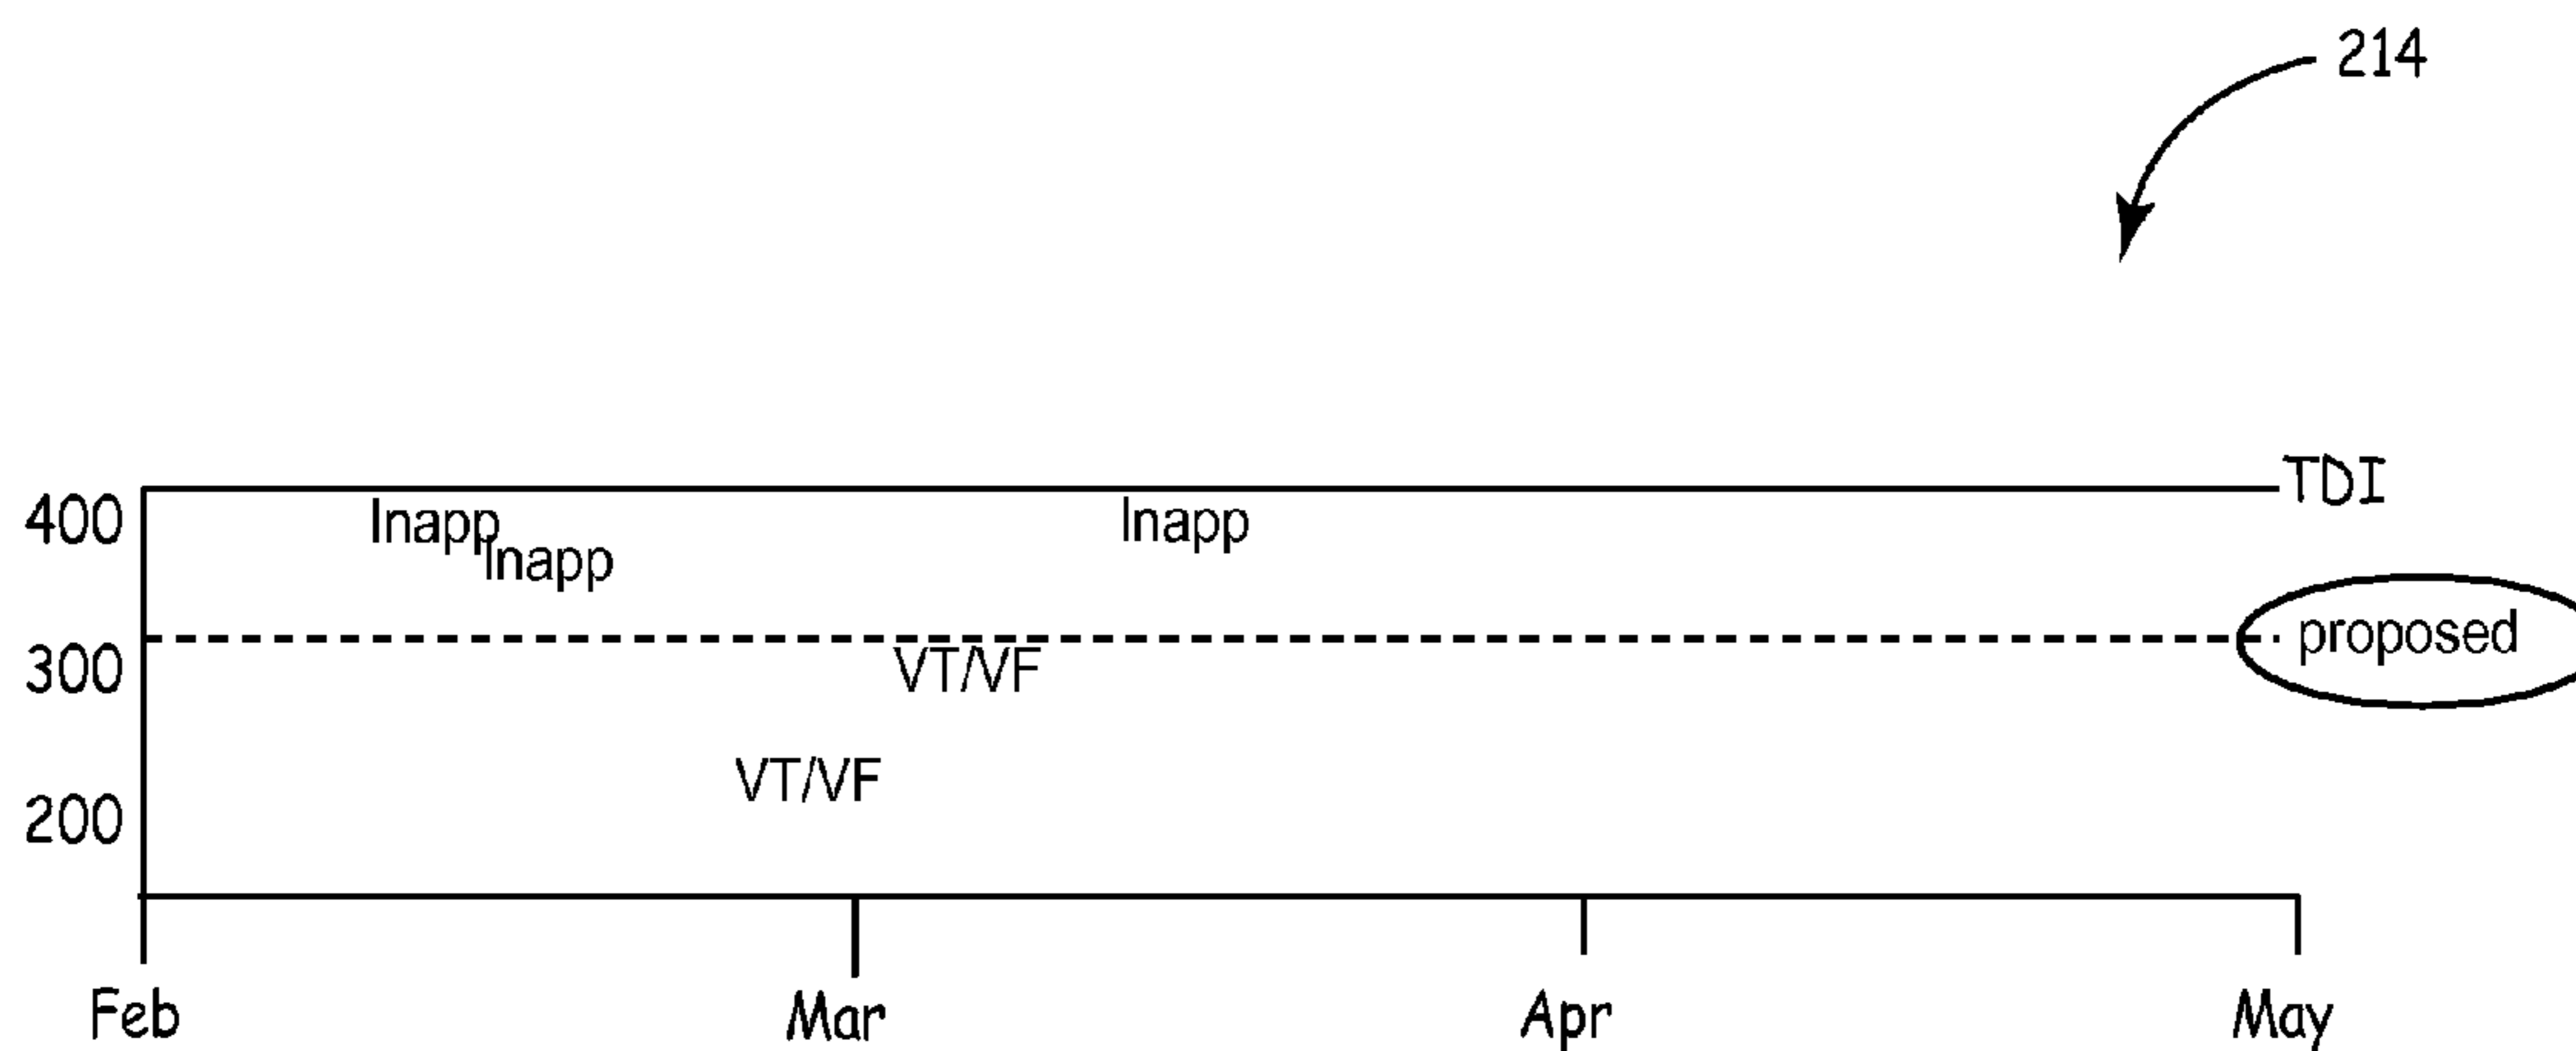 214
TDI
400
Inapp
Inapp
Inapp
proposed
300
VT/VF
VT/VF
200
Feb Mar Apr May